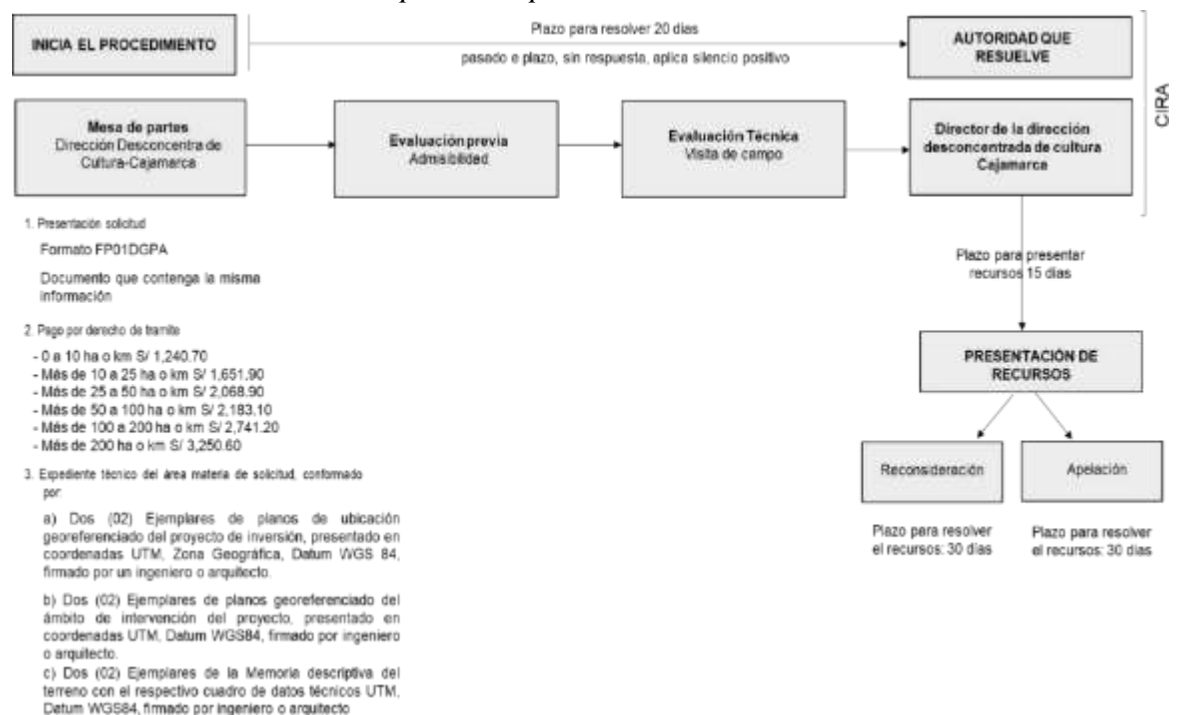 INICIA EL PROCEDIMIENTO
Plazo para resolver 20 días
pasado e plazo, sin respuesta, aplica silencio positivo
AUTORIDAD QUE
RESUELVE
CIRA
Mesa de partes
Dirección Desconcentra de
Cultura-Cajamarca
Evaluación previa
Admisibilidad
Evaluación Técnica
Visita de campo
Director de la dirección
desconcentrada de cultura
Cajamarca
1. Presentación solicitud
Formato FP01DGPA
Documento que contenga la misma
información
2. Pago por derecho de tramite
- 0 a 10 ha o km S/ 1,240.70
- Más de 10 a 25 ha o km S/ 1,651.90
- Más de 25 a 50 ha o km S/ 2,068.90
- Más de 50 a 100 ha o km S/ 2,183.10
- Más de 100 a 200 ha o km S/ 2,741.20
- Más de 200 ha o km S/ 3,250.60
3. Expediente técnico del área materia de solicitud, conformado
por:
a) Dos (02) Ejemplares de planos de ubicación
georeferenciado del proyecto de inversión, presentado en
coordenadas UTM, Zona Geográfica, Datum WGS 84,
firmado por un ingeniero o arquitecto.
b) Dos (02) Ejemplares de planos georeferenciado del
ámbito de intervención del proyecto, presentado en
coordenadas UTM, Datum WGS84, firmado por ingeniero
o arquitecto.
c) Dos (02) Ejemplares de la Memoria descriptiva del
terreno con el respectivo cuadro de datos técnicos UTM,
Datum WGS84, firmado por ingeniero o arquitecto
Plazo para presentar
recursos 15 días
PRESENTACIÓN DE
RECURSOS
Reconsideración
Apelación
Plazo para resolver
el recursos: 30 días
Plazo para resolver
el recursos: 30 días